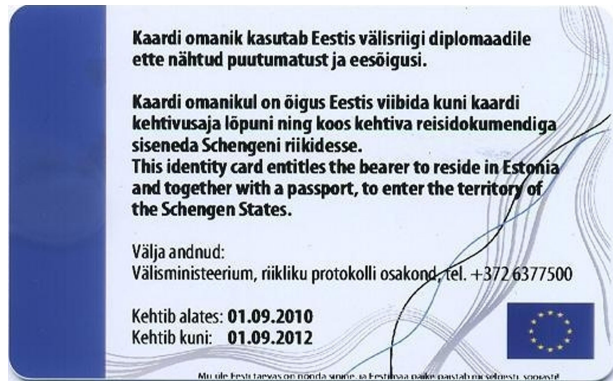 Kaardi omanik kasutab Eestis välisriigi diplomaadile
ette nähtud puutumatust ja eesõigusi.
Kaardi omanikul on õigus Eestis viibida kuni kaardi
kehtivusaja lõpuni ning koos kehtiva reisidokumendiga
siseneda Schengeni riikidesse.
This identity card entitles the bearer to reside in Estonia
and together with a passport, to enter the territory of
the Schengen States.
Välja andnud:
Välisministeerium, riikliku protokolli osakond, tel. +372 6377500
Kehtib alates: 01.09.2010
Kehtib kuni: 01.09.2012